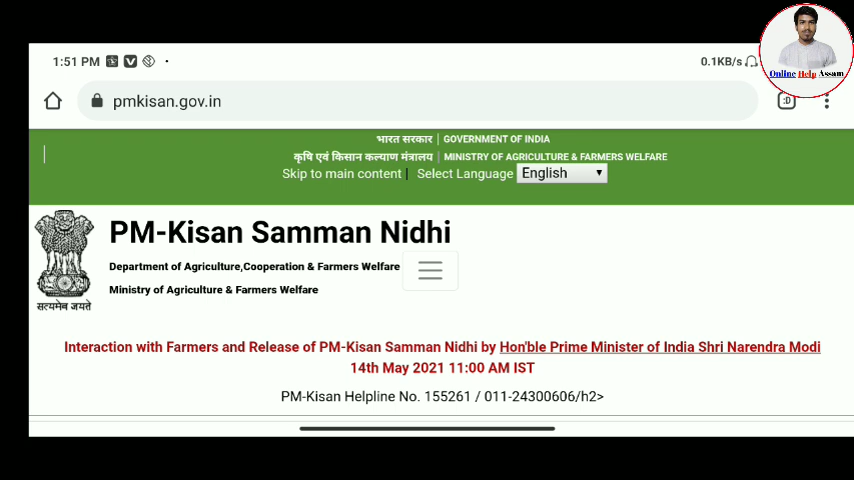 1:51 PM
0.1KB/s
Online Help Assam
pmkisan.gov.in
:D
भारत सरकार | GOVERNMENT OF INDIA
कृषि एवं किसान कल्याण मंत्रालय | MINISTRY OF AGRICULTURE & FARMERS WELFARE
Skip to main content | Select Language English
PM-Kisan Samman Nidhi
Department of Agriculture,Cooperation & Farmers Welfare
Ministry of Agriculture & Farmers Welfare
सत्यमेव जयते
Interaction with Farmers and Release of PM-Kisan Samman Nidhi by Hon'ble Prime Minister of India Shri Narendra Modi
14th May 2021 11:00 AM IST
PM-Kisan Helpline No. 155261 / 011-24300606/h2>